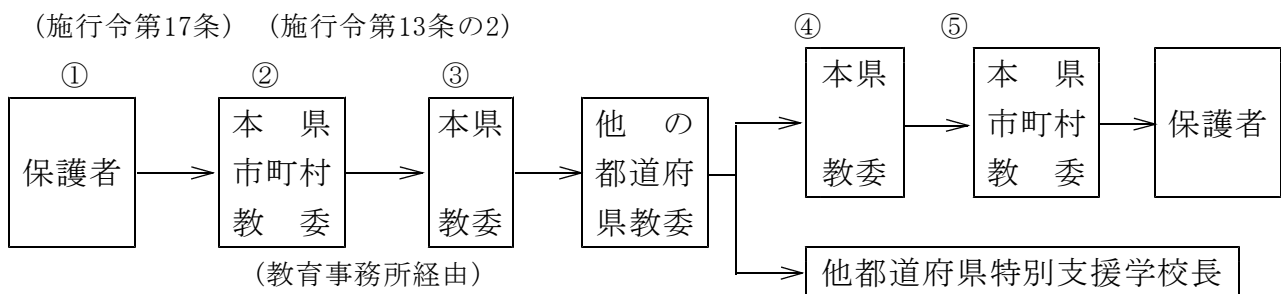 (施行令第17条) (施行令第13条の2)
① ② ③ ④ ⑤
保護者
本県
市町村
教委
(教育事務所経由)
本県
教委
他の
都道府
県教委
本県
教委
本県
市町村
教委
保護者
他都道府県特別支援学校長